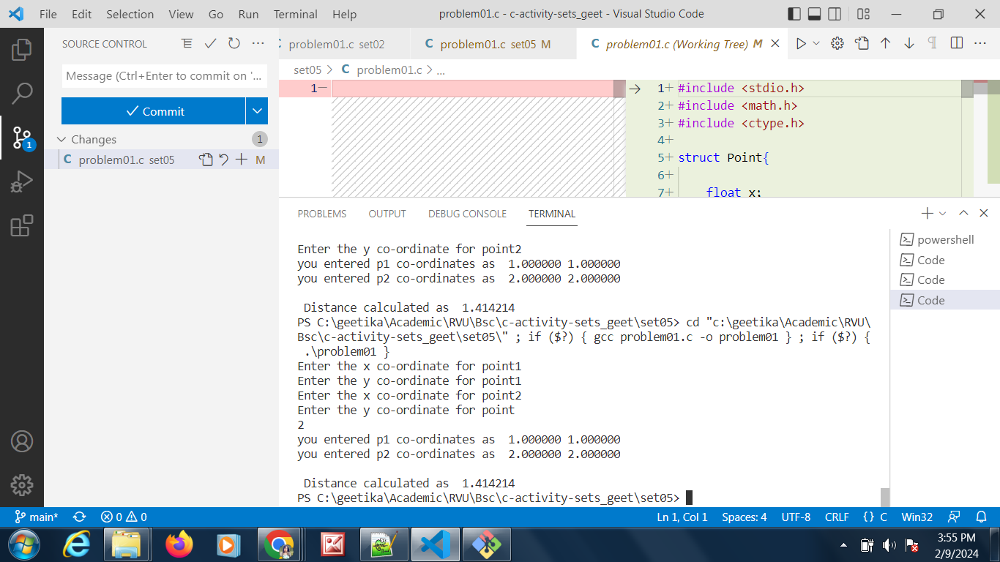 File Edit Selection View Go Run Terminal Help problem01.c - c-activity-sets_geet - Visual Studio Code
SOURCE CONTROL
problem01.c set02 C problem01.c set05 M C problem01.c (Working Tree) M
set05 > C problem01.c > ...
Message (Ctrl+Enter to commit on '...
Commit
Changes 1
C problem01.c set05 M
1
1—
1+ #include <stdio.h>
2+ #include <math.h>
3+ #include <ctype.h>
4+
5+ struct Point{
6+
7+ float x;
PROBLEMS OUTPUT DEBUG CONSOLE TERMINAL
Enter the y co-ordinate for point2
you entered p1 co-ordinates as  1.000000 1.000000
you entered p2 co-ordinates as  2.000000 2.000000
Distance calculated as  1.414214
PS C:\geetika\Academic\RVU\Bsc\c-activity-sets_geet\set05> cd "c:\geetika\Academic\RVU\
Bsc\c-activity-sets_geet\set05\" ; if ($?) { gcc problem01.c -o problem01 } ; if ($?) {
.\problem01 }
Enter the x co-ordinate for point1
Enter the y co-ordinate for point1
Enter the x co-ordinate for point2
Enter the y co-ordinate for point
2
you entered p1 co-ordinates as  1.000000 1.000000
you entered p2 co-ordinates as  2.000000 2.000000
Distance calculated as  1.414214
PS C:\geetika\Academic\RVU\Bsc\c-activity-sets_geet\set05>
powershell
Code
Code
Code
main* 0 0 Ln 1, Col 1 Spaces: 4 UTF-8 CRLF {} C Win32
3:55 PM
2/9/2024